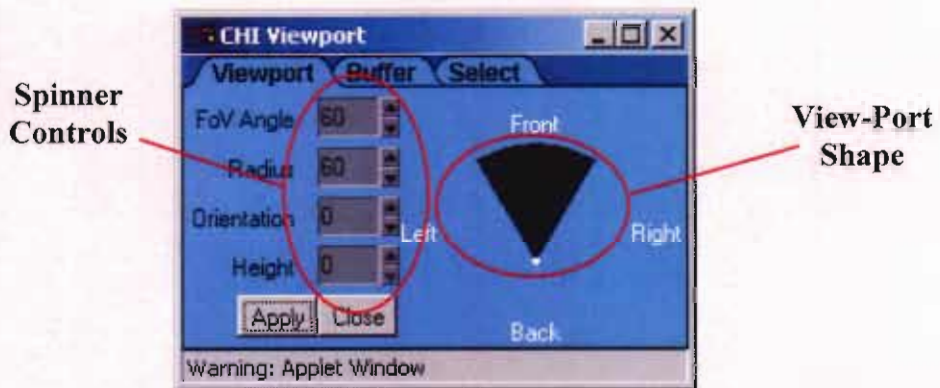 CHI Viewport
Viewport Buffer Select
Spinner
Controls
FoV Angle 60
Radius 60
Orientation 0
Height 0
Apply Close
Front
Left
Right
Back
View-Port
Shape
Warning: Applet Window